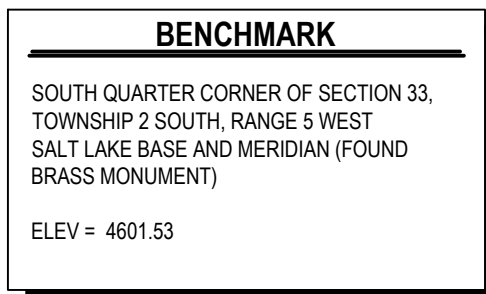 BENCHMARK
SOUTH QUARTER CORNER OF SECTION 33,
TOWNSHIP 2 SOUTH, RANGE 5 WEST
SALT LAKE BASE AND MERIDIAN (FOUND
BRASS MONUMENT)
ELEV = 4601.53